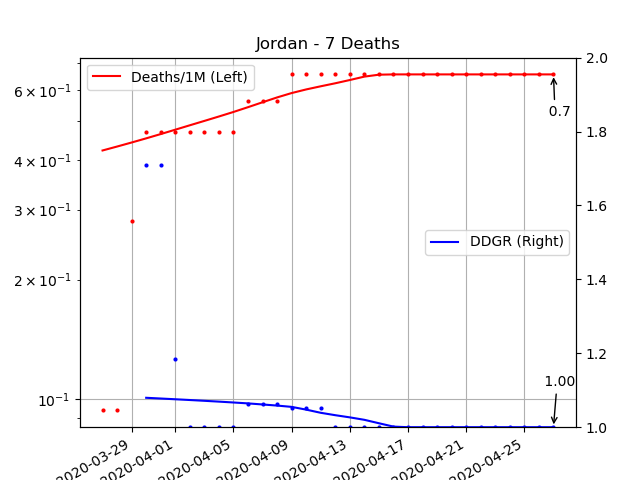 Jordan - 7 Deaths
Deaths/1M (Left)
DDGR (Right)
6 × 10⁻¹
4 × 10⁻¹
3 × 10⁻¹
2 × 10⁻¹
10⁻¹
2.0
1.8
1.6
1.4
1.2
1.0
0.7
1.00
2020-03-29
2020-04-01
2020-04-05
2020-04-09
2020-04-13
2020-04-17
2020-04-21
2020-04-25